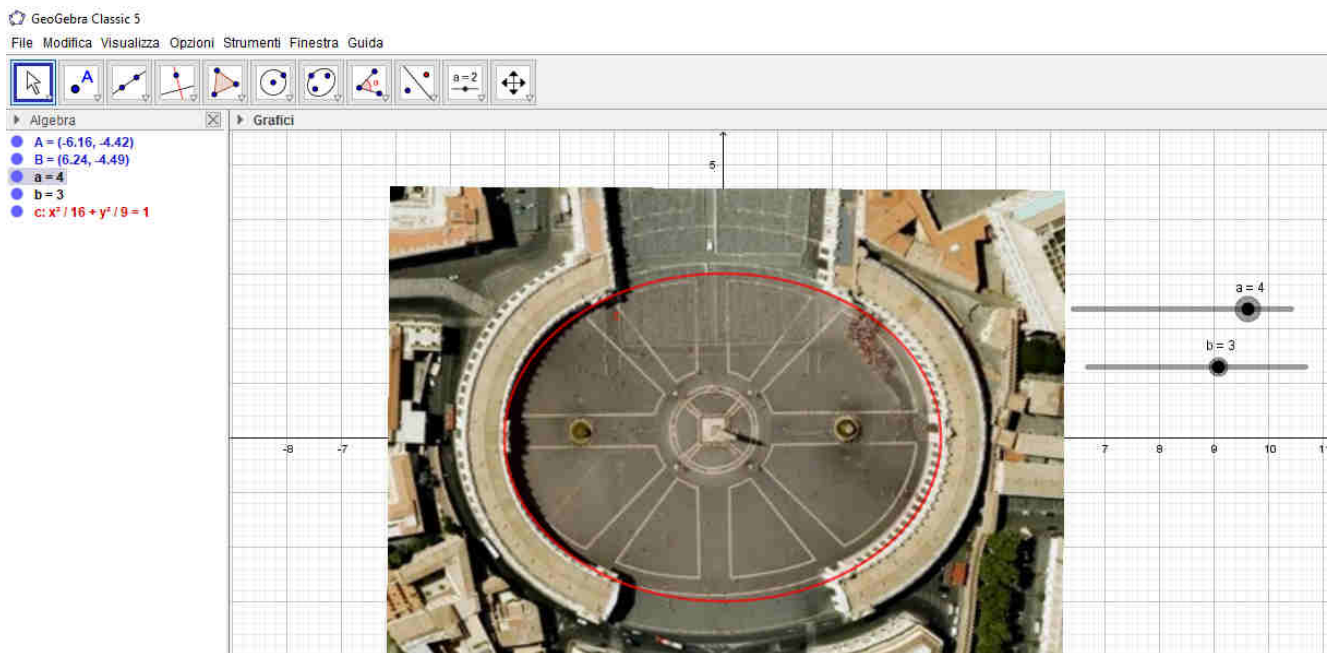 GeoGebra Classic 5
File Modifica Visualizza Opzioni Strumenti Finestra Guida
A
α
a = 2
Algebra
Grafici
A = (-6.16, -4.42)
B = (6.24, -4.49)
a = 4
b = 3
c: x² / 16 + y² / 9 = 1
5
a = 4
b = 3
-8 -7 7 8 9 10 11